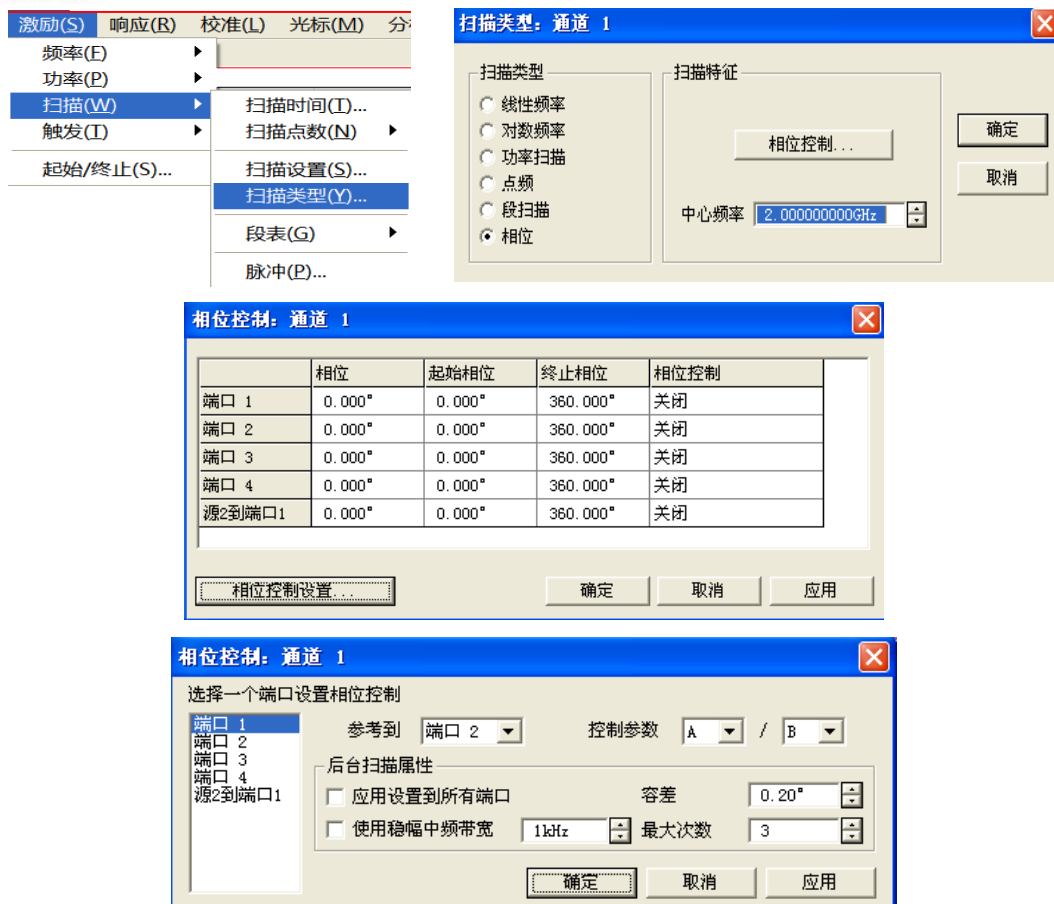 激励(S) 响应(R) 校准(L) 光标(M) 分
频率(F)
功率(P)
扫描(W)
触发(T)
起始/终止(S)...
扫描时间(T)...
扫描点数(N)
扫描设置(S)...
扫描类型(Y)...
段表(G)
脉冲(P)...
扫描类型: 通道 1
扫描类型
线性频率
对数频率
功率扫描
点频
段扫描
相位
扫描特征
相位控制...
中心频率 2.000000000GHz
确定
取消
相位控制: 通道 1
相位 起始相位 终止相位 相位控制
端口 1 0.000° 0.000° 360.000° 关闭
端口 2 0.000° 0.000° 360.000° 关闭
端口 3 0.000° 0.000° 360.000° 关闭
端口 4 0.000° 0.000° 360.000° 关闭
源2到端口1 0.000° 0.000° 360.000° 关闭
相位控制设置... 确定 取消 应用
相位控制: 通道 1
选择一个端口设置相位控制
端口 1
端口 2
端口 3
端口 4
源2到端口1
参考到 端口 2 控制参数 A / B
后台扫描属性
应用设置到所有端口 容差 0.20°
使用稳幅中频带宽 1kHz 最大次数 3
确定 取消 应用